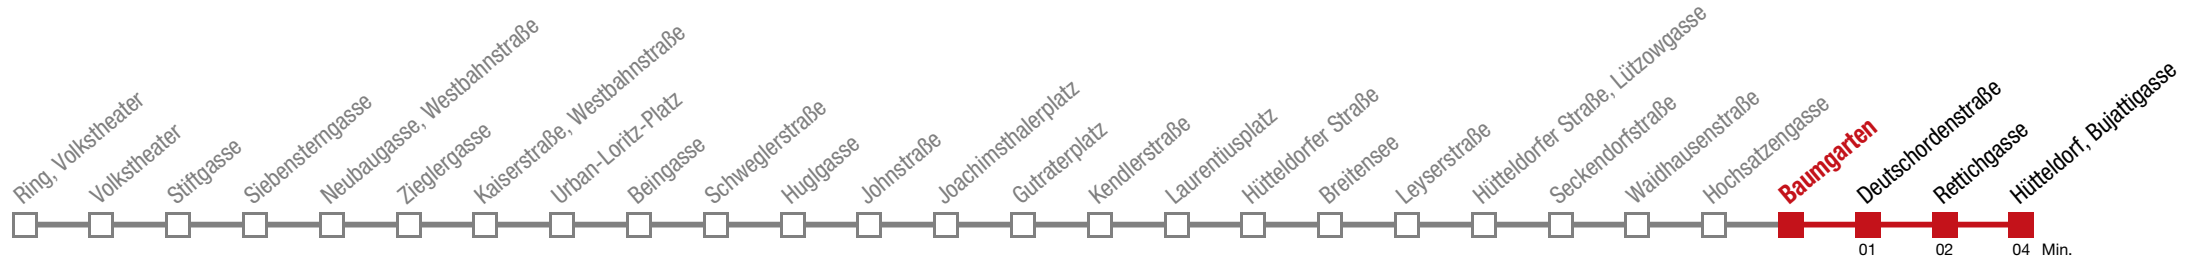 Ring, Volkstheater
Volkstheater
Stiftgasse
Siebensterngasse
Neubaugasse, Westbahnstraße
Zieglergasse
Kaiserstraße, Westbahnstraße
Urban-Loritz-Platz
Beingasse
Schweglerstraße
Huglgasse
Johnstraße
Joachimsthalerplatz
Gutraterplatz
Kendlerstraße
Laurentiusplatz
Hütteldorfer Straße
Breitensee
Leyserstraße
Hütteldorfer Straße, Lützowgasse
Seckendorfstraße
Waidhausenstraße
Hochsatzengasse
Baumgarten
Deutschordenstraße
Rettichgasse
Hütteldorf, Bujattigasse
01 02 04 Min.